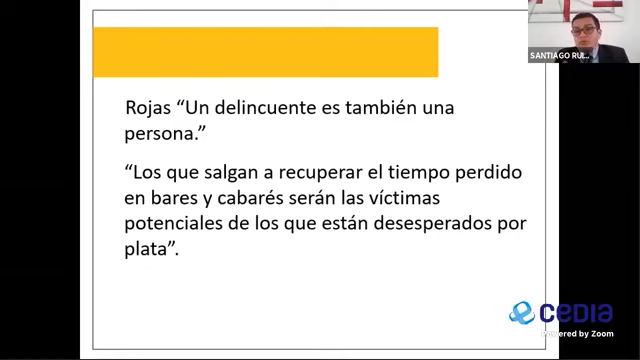 SANTIAGO RUI...
Rojas “Un delincuente es también una
persona.”
“Los que salgan a recuperar el tiempo perdido
en bares y cabarés serán las víctimas
potenciales de los que están desesperados por
plata”.
CEDIA
Powered by Zoom